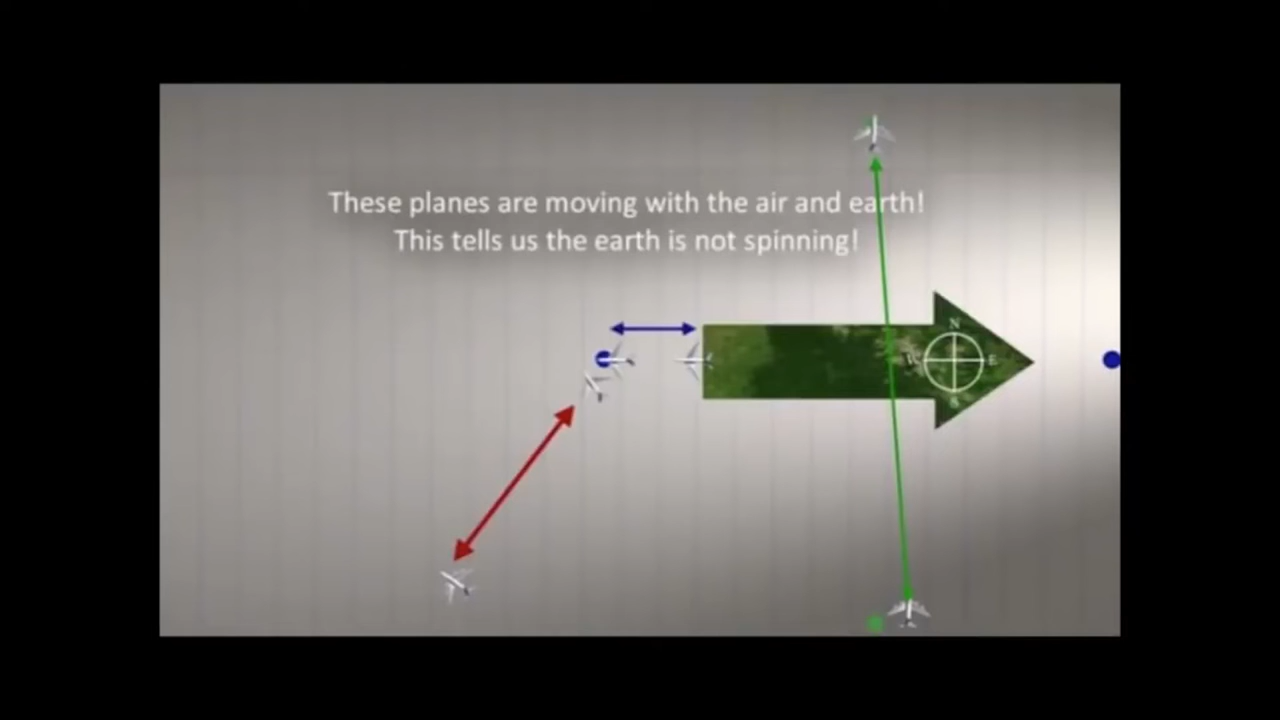 These planes are moving with the air and earth!
This tells us the earth is not spinning!
N
E
S